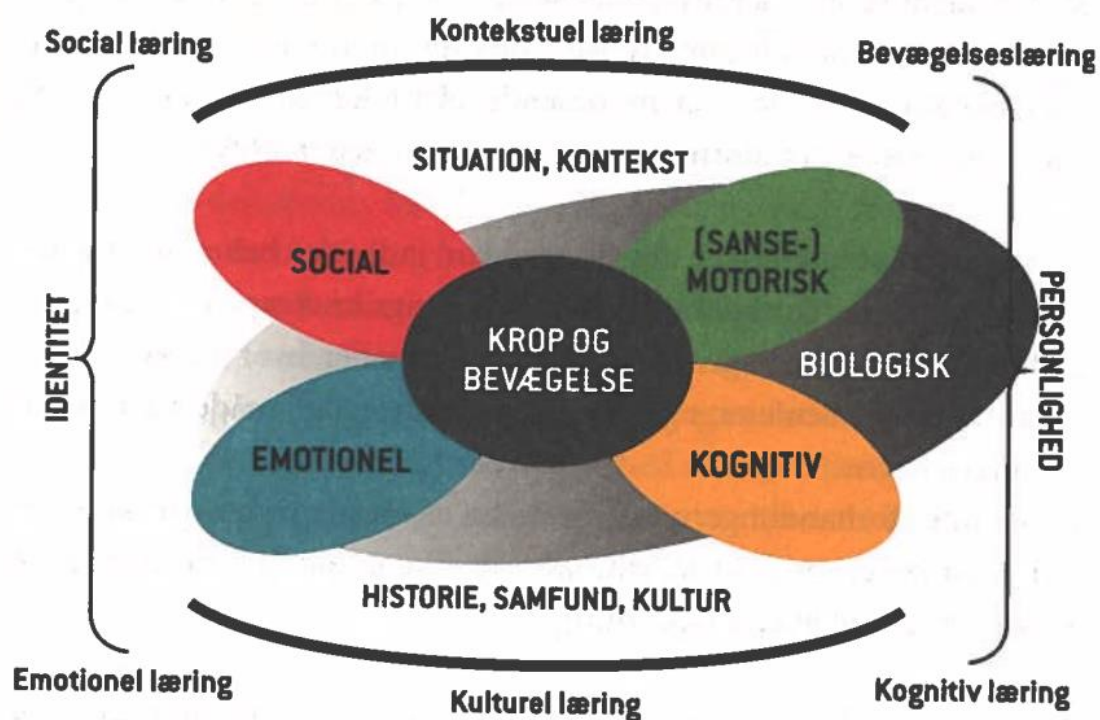 Social læring
Kontekstuel læring
Bevægelseslæring
SITUATION, KONTEKST
SOCIAL
(SANSE-)
MOTORISK
IDENTITET
KROP OG
BEVÆGELSE
BIOLOGISK
PERSONLIGHED
EMOTIONEL
KOGNITIV
HISTORIE, SAMFUND, KULTUR
Emotionel læring
Kulturel læring
Kognitiv læring